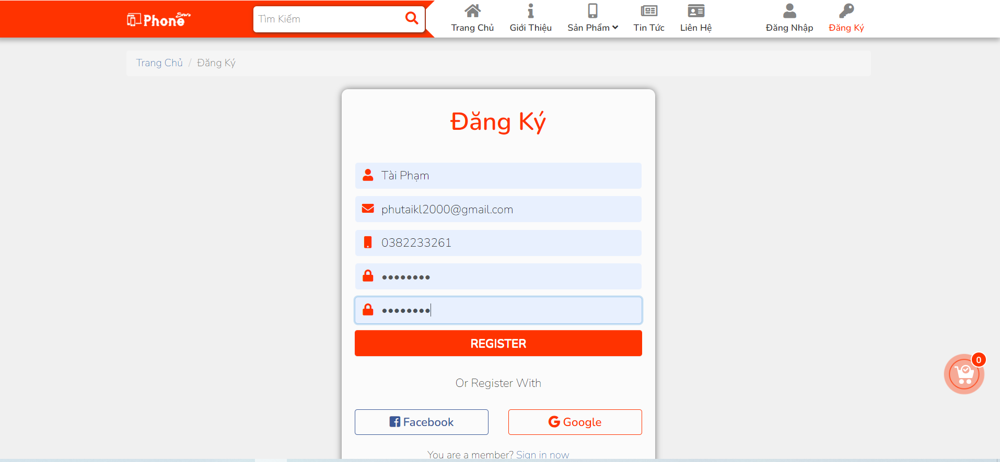 Phone Store
Tìm Kiếm
Trang Chủ
Giới Thiệu
Sản Phẩm
Tin Tức
Liên Hệ
Đăng Nhập
Đăng Ký
Trang Chủ / Đăng Ký
Đăng Ký
Tài Phạm
phutaikl2000@gmail.com
0382233261
••••••••
••••••••
REGISTER
0
Or Register With
Facebook
Google
You are a member? Sign in now